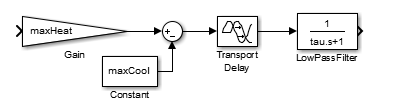 maxHeat
Gain
maxCool
Constant
+
−
Transport
Delay
1
tau.s+1
LowPassFilter